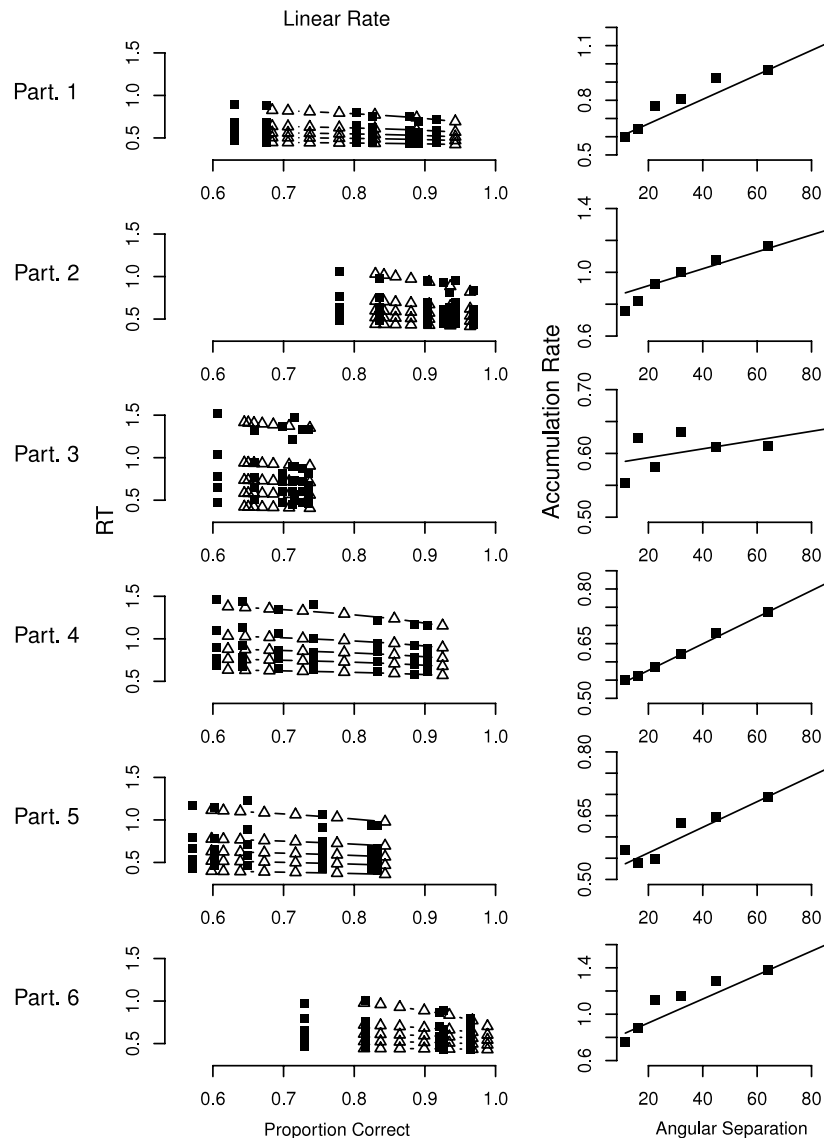 Linear Rate
Part. 1
0.5 1.0 1.5
0.6 0.7 0.8 0.9 1.0
0.5 0.8 1.1
20 40 60 80
Part. 2
0.5 1.0 1.5
0.6 0.7 0.8 0.9 1.0
0.6 1.0 1.4
20 40 60 80
Part. 3
RT
0.5 1.0 1.5
0.6 0.7 0.8 0.9 1.0
Accumulation Rate
0.50 0.60 0.70
20 40 60 80
Part. 4
0.5 1.0 1.5
0.6 0.7 0.8 0.9 1.0
0.50 0.65 0.80
20 40 60 80
Part. 5
0.5 1.0 1.5
0.6 0.7 0.8 0.9 1.0
0.50 0.65 0.80
20 40 60 80
Part. 6
0.5 1.0 1.5
0.6 0.7 0.8 0.9 1.0
0.6 1.0 1.4
20 40 60 80
Proportion Correct
Angular Separation